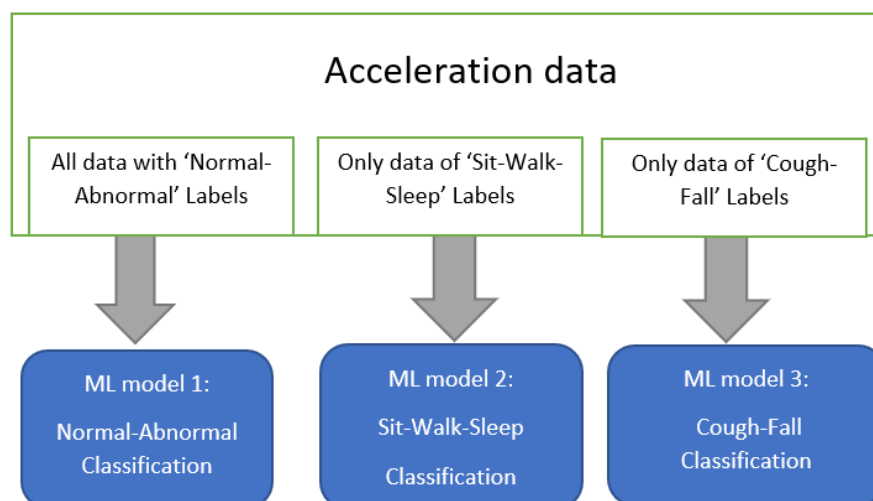 Acceleration data
All data with ‘Normal-
Abnormal’ Labels
Only data of ‘Sit-Walk-
Sleep’ Labels
Only data of ‘Cough-
Fall’ Labels
ML model 1:
Normal-Abnormal
Classification
ML model 2:
Sit-Walk-Sleep
Classification
ML model 3:
Cough-Fall
Classification